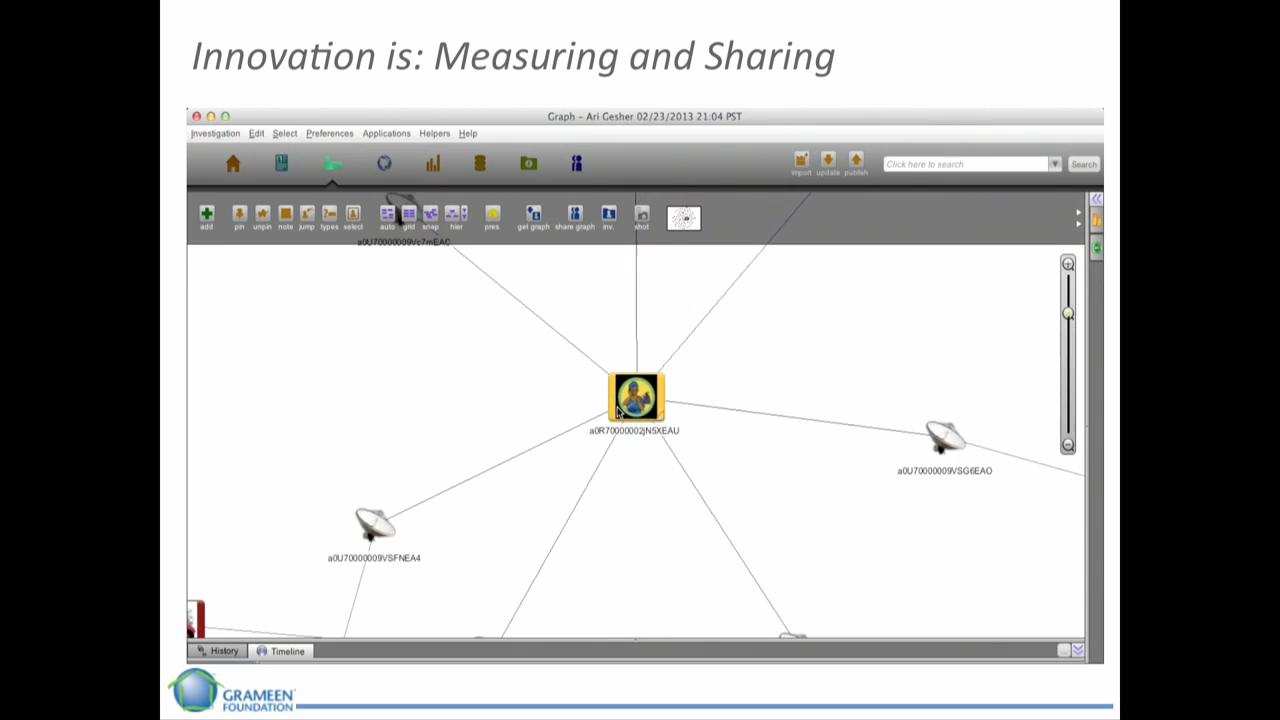 Innovation is: Measuring and Sharing
Graph – Ari Gesher 02/23/2013 21:04 PST
Investigation Edit Select Preferences Applications Helpers Help
import update publish Click here to search Search
add pin unpin note jump types select auto grid snap hier pres. get graph share graph inv. shot
a0U70000009Vc7mEAC
a0R70000002jN5XEAU
a0U70000009VSG6EAO
a0U70000009VSFNEA4
History Timeline
GRAMEEN
FOUNDATION